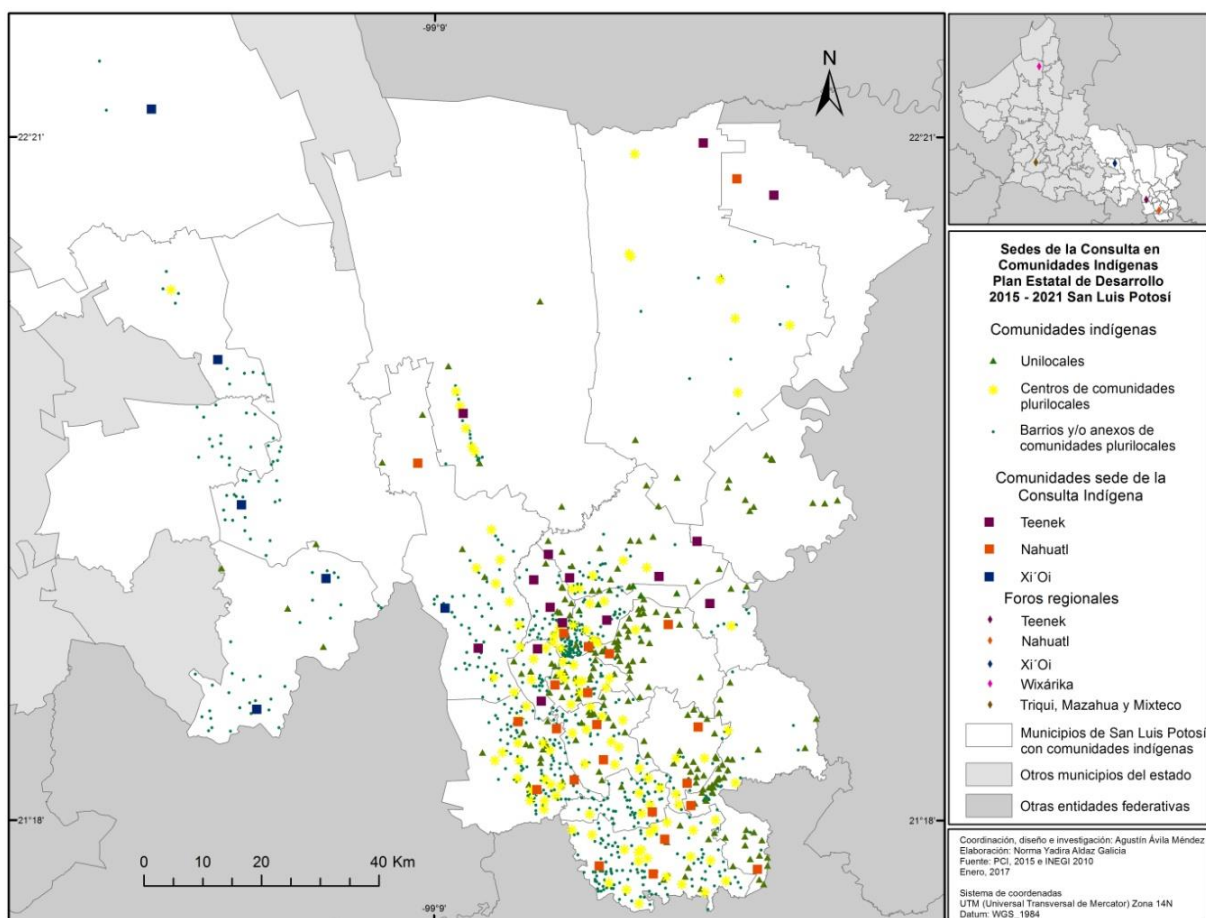 -99°9'
N
22°21'
22°21'
21°18'
21°18'
0 10 20 40 Km
-99°9'
Sedes de la Consulta en
Comunidades Indígenas
Plan Estatal de Desarrollo
2015 - 2021 San Luis Potosí
Comunidades indígenas
Unilocales
Centros de comunidades
plurilocales
Barrios y/o anexos de
comunidades plurilocales
Comunidades sede de la
Consulta Indígena
Teenek
Nahuatl
Xi´Oi
Foros regionales
Teenek
Nahuatl
Xi´Oi
Wixárika
Triqui, Mazahua y Mixteco
Municipios de San Luis Potosí
con comunidades indígenas
Otros municipios del estado
Otras entidades federativas
Coordinación, diseño e investigación: Agustín Ávila Méndez
Elaboración: Norma Yadira Aldaz Galicia
Fuente: PCI, 2015 e INEGI 2010
Enero, 2017
Sistema de coordenadas
UTM (Universal Transversal de Mercator) Zona 14N
Datum: WGS_1984